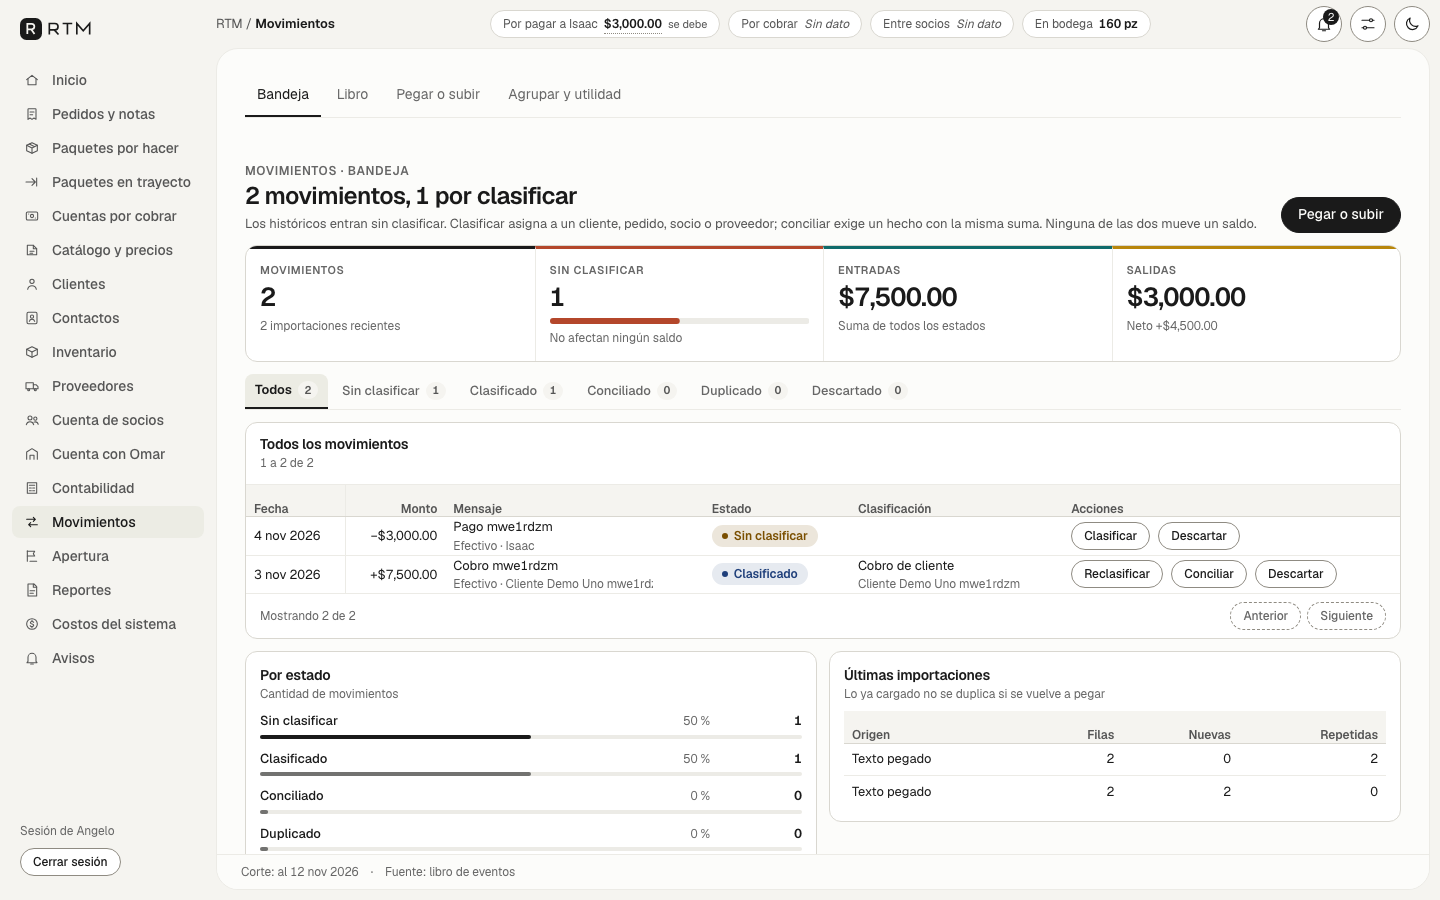 R RTM
RTM / Movimientos
Por pagar a Isaac $3,000.00 se debe
Por cobrar Sin dato
Entre socios Sin dato
En bodega 160 pz
2
Inicio
Pedidos y notas
Paquetes por hacer
Paquetes en trayecto
Cuentas por cobrar
Catálogo y precios
Clientes
Contactos
Inventario
Proveedores
Cuenta de socios
Cuenta con Omar
Contabilidad
Movimientos
Apertura
Reportes
Costos del sistema
Avisos
Sesión de Angelo
Cerrar sesión
Bandeja Libro Pegar o subir Agrupar y utilidad
MOVIMIENTOS · BANDEJA
2 movimientos, 1 por clasificar
Los históricos entran sin clasificar. Clasificar asigna a un cliente, pedido, socio o proveedor; conciliar exige un hecho con la misma suma. Ninguna de las dos mueve un saldo.
Pegar o subir
MOVIMIENTOS
2
2 importaciones recientes
SIN CLASIFICAR
1
No afectan ningún saldo
ENTRADAS
$7,500.00
Suma de todos los estados
SALIDAS
$3,000.00
Neto +$4,500.00
Todos 2 Sin clasificar 1 Clasificado 1 Conciliado 0 Duplicado 0 Descartado 0
Todos los movimientos
1 a 2 de 2
Fecha Monto Mensaje Estado Clasificación Acciones
4 nov 2026 −$3,000.00 Pago mwe1rdzm Sin clasificar Clasificar Descartar
Efectivo · Isaac
3 nov 2026 +$7,500.00 Cobro mwe1rdzm Clasificado Cobro de cliente Reclasificar Conciliar Descartar
Efectivo · Cliente Demo Uno mwe1rdz Cliente Demo Uno mwe1rdzm
Mostrando 2 de 2 Anterior Siguiente
Por estado
Cantidad de movimientos
Sin clasificar 50 % 1
Clasificado 50 % 1
Conciliado 0 % 0
Duplicado 0 % 0
Últimas importaciones
Lo ya cargado no se duplica si se vuelve a pegar
Origen Filas Nuevas Repetidas
Texto pegado 2 0 2
Texto pegado 2 2 0
Corte: al 12 nov 2026 · Fuente: libro de eventos